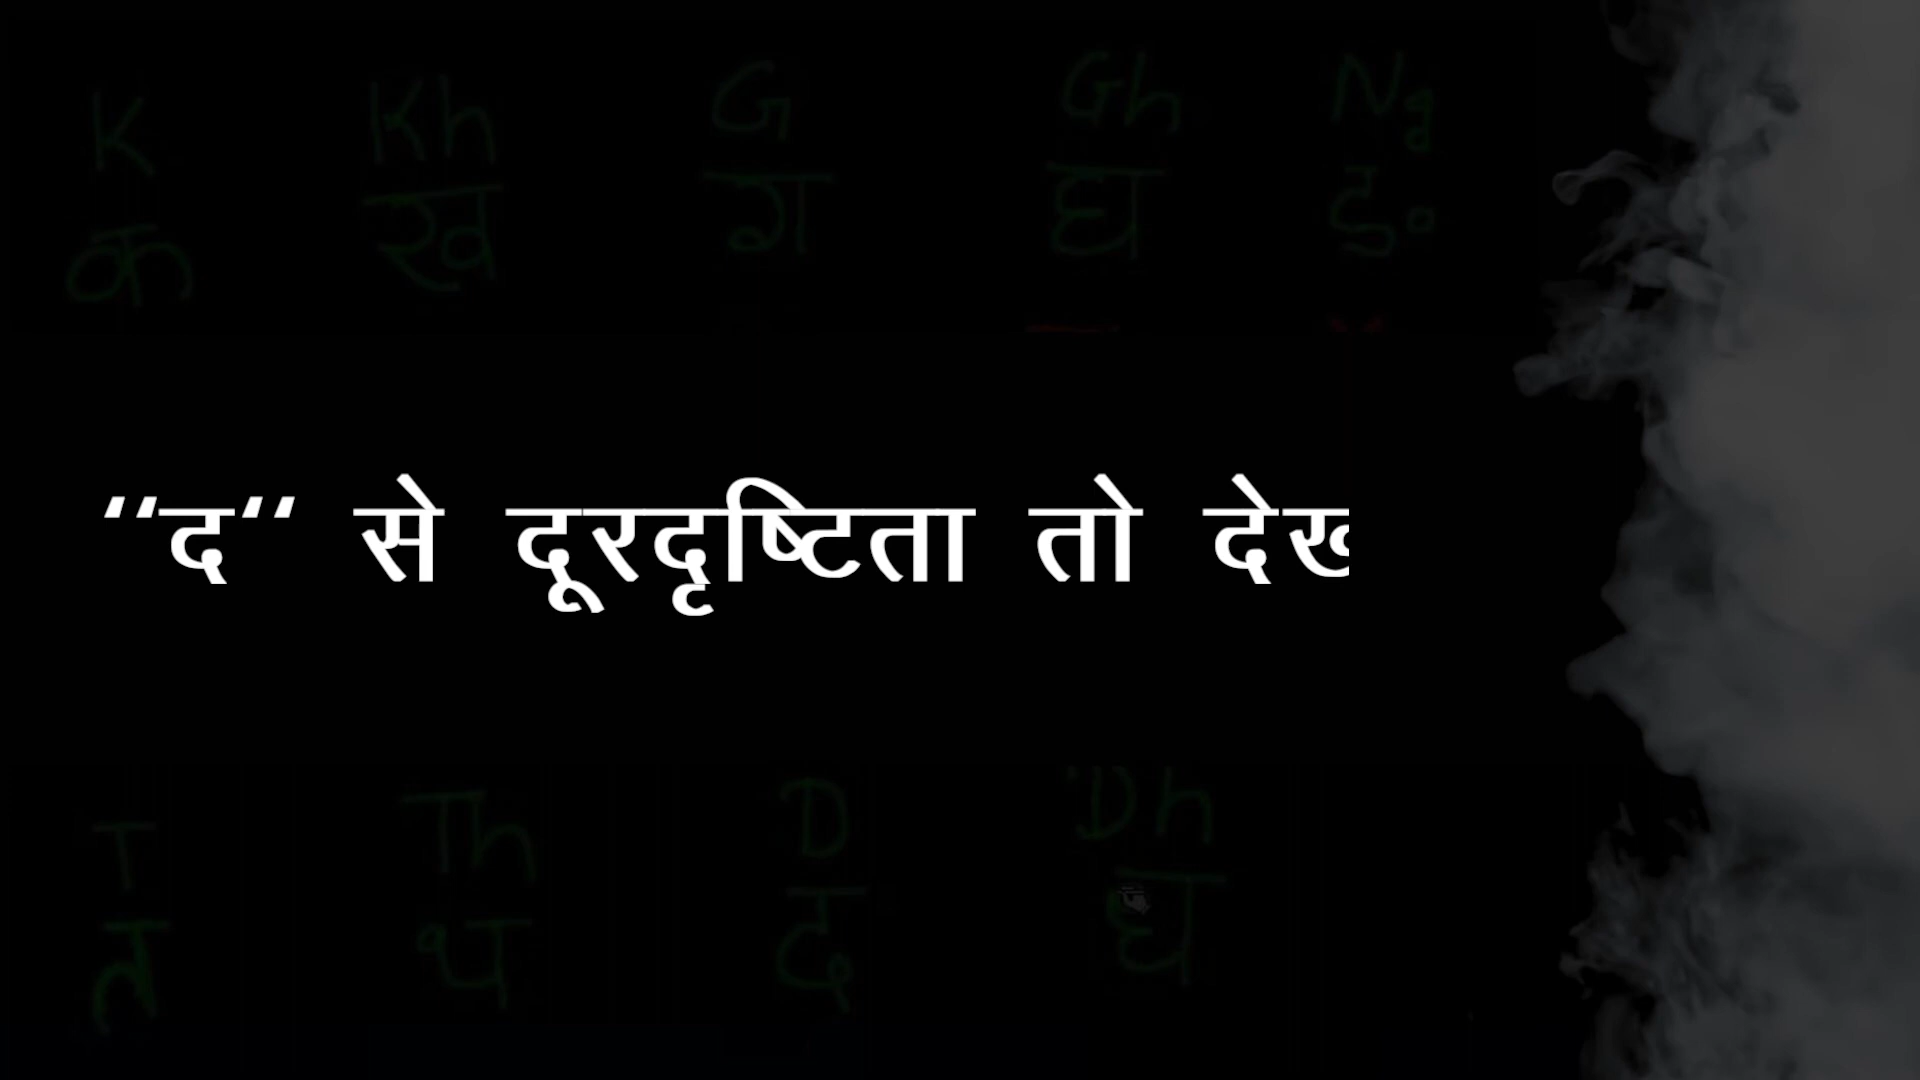 K Kh G Gh Ng
क ख ग घ ङ
“द“ से दूरदृष्टिता तो देख
T Th D Dh
त थ द ध